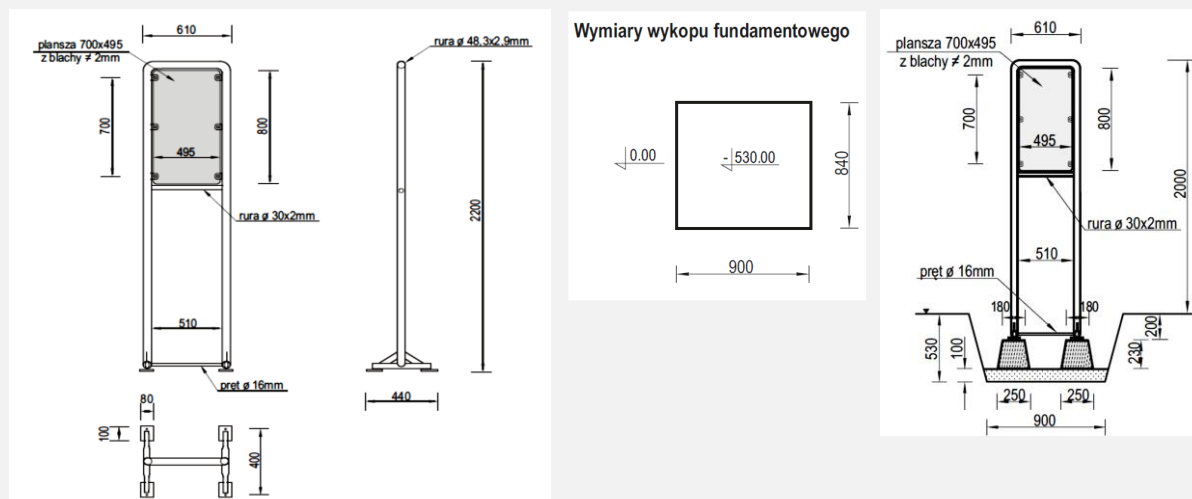 610
plansza 700x495
z blachy ≠ 2mm
rura ø 48,3x2,9mm
700
800
495
rura ø 30x2mm
2200
510
pręt ø 16mm
440
80
100
400
Wymiary wykopu fundamentowego
0.00
- 530.00
840
900
610
plansza 700x495
z blachy ≠ 2mm
700
800
495
2000
rura ø 30x2mm
510
pręt ø 16mm
180
180
200
530
100
230
250
250
900